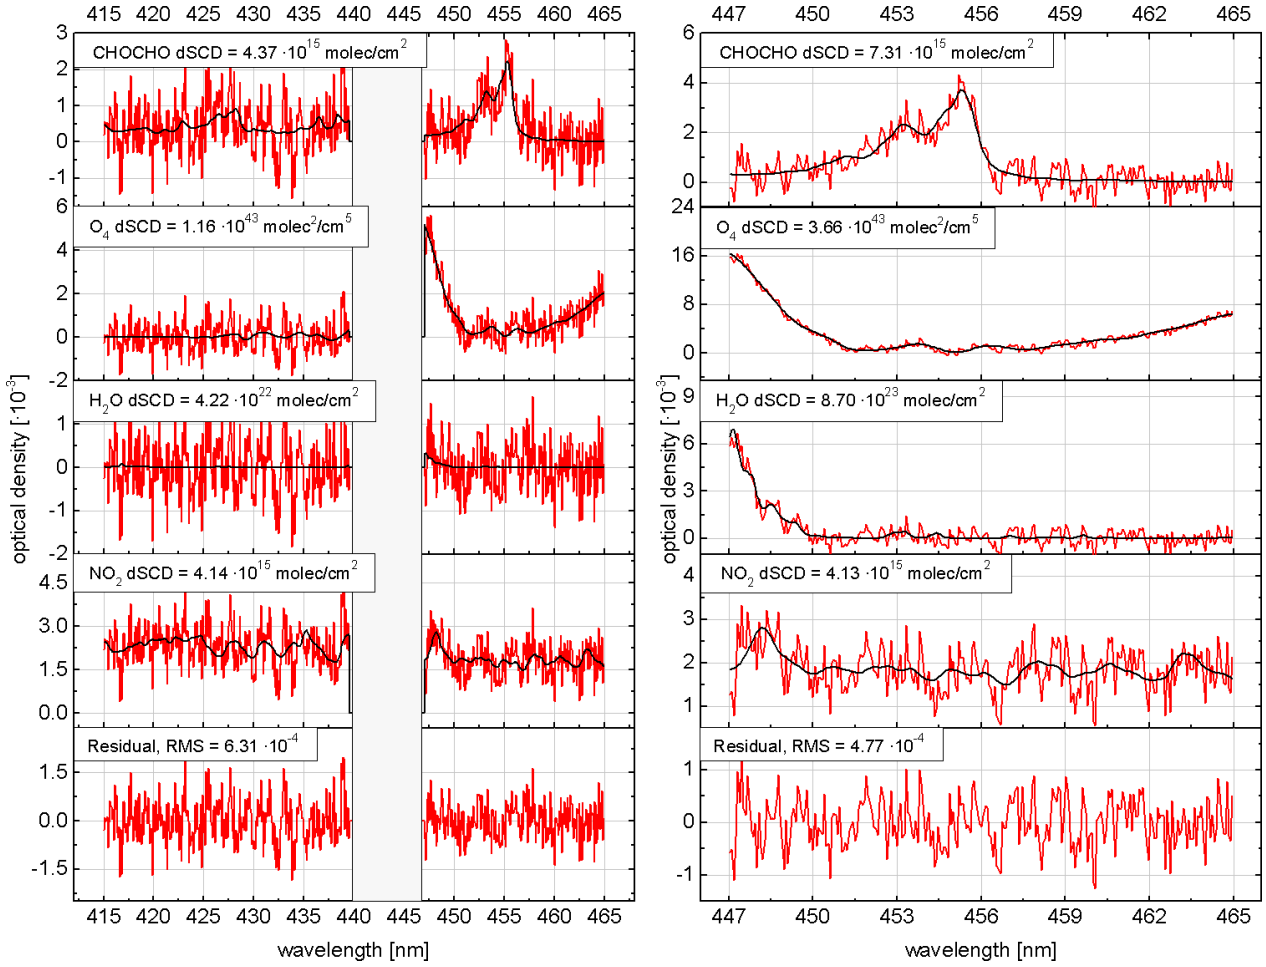 415 420 425 430 435 440 445 450 455 460 465
CHOCHO dSCD = 4.37 ·10^15 molec/cm^2
3
2
1
0
-1
6
O_4 dSCD = 1.16 ·10^43 molec^2/cm^5
6
4
2
0
-2
H_2O dSCD = 4.22 ·10^22 molec/cm^2
1
0
-1
-2
NO_2 dSCD = 4.14 ·10^15 molec/cm^2
4.5
3.0
1.5
0.0
Residual, RMS = 6.31 ·10^-4
1.5
0.0
-1.5
optical density [·10^-3]
415 420 425 430 435 440 445 450 455 460 465
wavelength [nm]
447 450 453 456 459 462 465
CHOCHO dSCD = 7.31 ·10^15 molec/cm^2
6
4
2
0
24
O_4 dSCD = 3.66 ·10^43 molec^2/cm^5
16
8
0
H_2O dSCD = 8.70 ·10^23 molec/cm^2
9
6
3
0
NO_2 dSCD = 4.13 ·10^15 molec/cm^2
4
3
2
1
Residual, RMS = 4.77 ·10^-4
1
0
-1
optical density [·10^-3]
447 450 453 456 459 462 465
wavelength [nm]